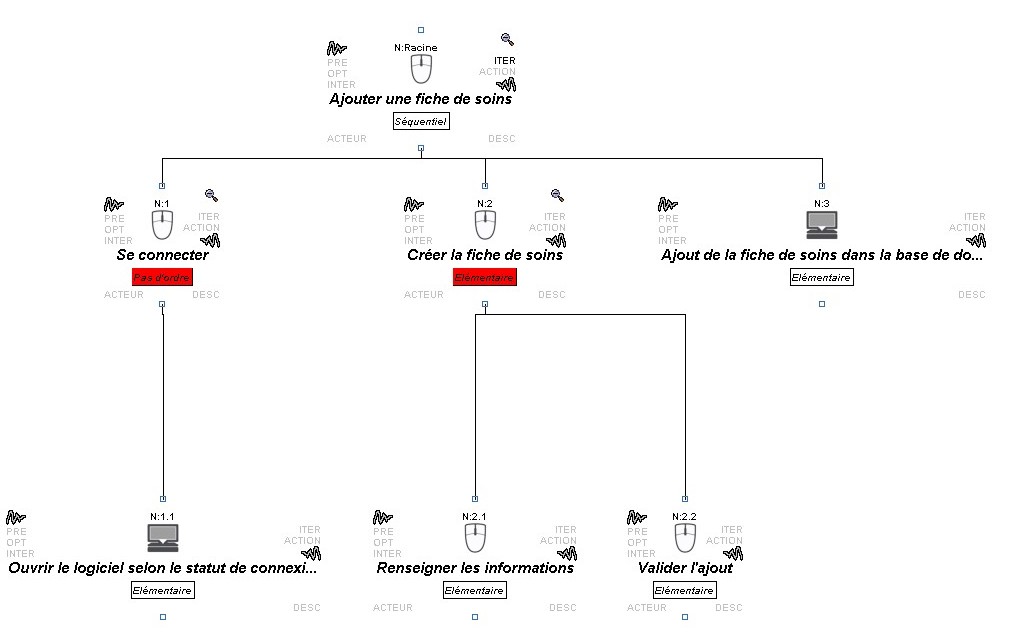 N:Racine
PRE
ITER
OPT
ACTION
INTER
Ajouter une fiche de soins
Séquentiel
ACTEUR DESC
N:1
PRE
ITER
OPT
ACTION
INTER
Se connecter
Pas d'ordre
ACTEUR DESC
N:2
PRE
ITER
OPT
ACTION
INTER
Créer la fiche de soins
Elémentaire
ACTEUR DESC
N:3
PRE
ITER
OPT
ACTION
INTER
Ajout de la fiche de soins dans la base de do...
Elémentaire
DESC
N:1.1
PRE
ITER
OPT
ACTION
INTER
Ouvrir le logiciel selon le statut de connexi...
Elémentaire
DESC
N:2.1
PRE
ITER
OPT
ACTION
INTER
Renseigner les informations
Elémentaire
ACTEUR DESC
N:2.2
PRE
ITER
OPT
ACTION
INTER
Valider l'ajout
Elémentaire
ACTEUR DESC